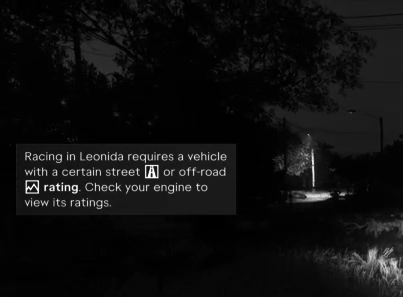 Racing in Leonida requires a vehicle
with a certain street or off-road
rating. Check your engine to
view its ratings.